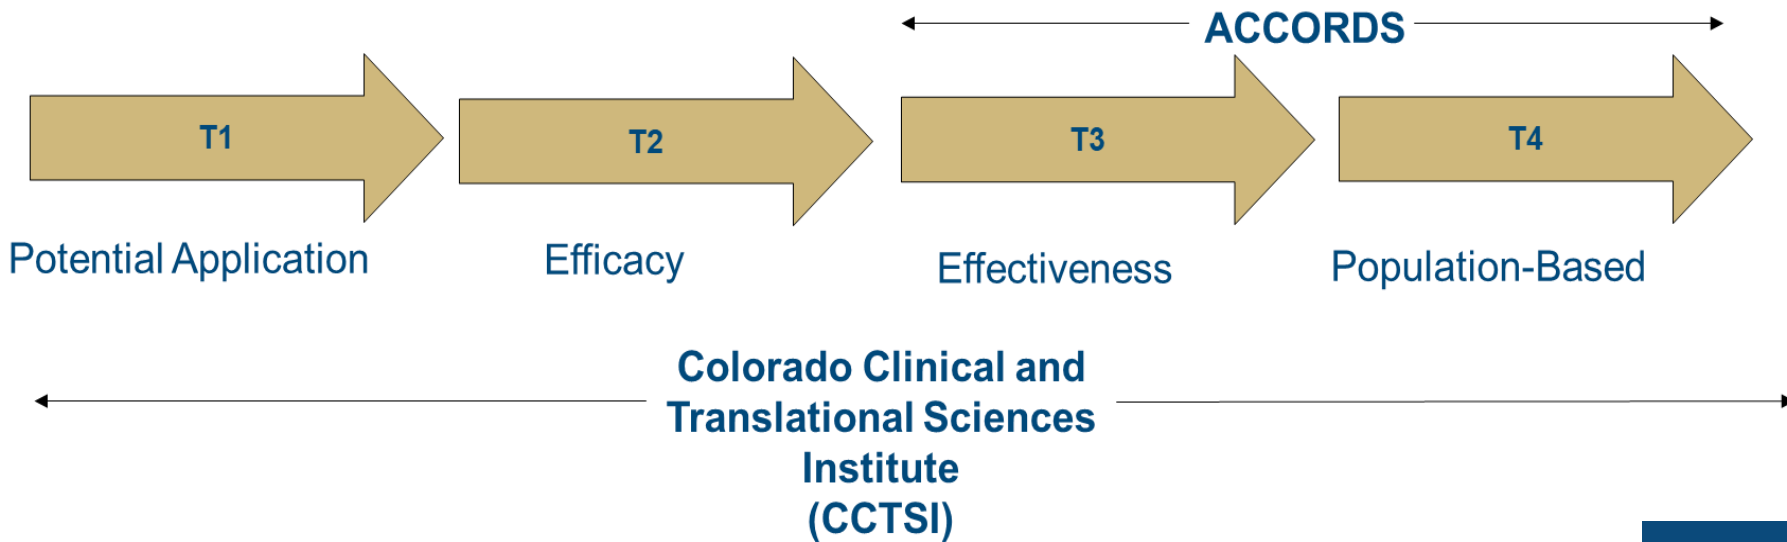 ACCORDS
T1
T2
T3
T4
Potential Application
Efficacy
Effectiveness
Population-Based
Colorado Clinical and
Translational Sciences
Institute
(CCTSI)